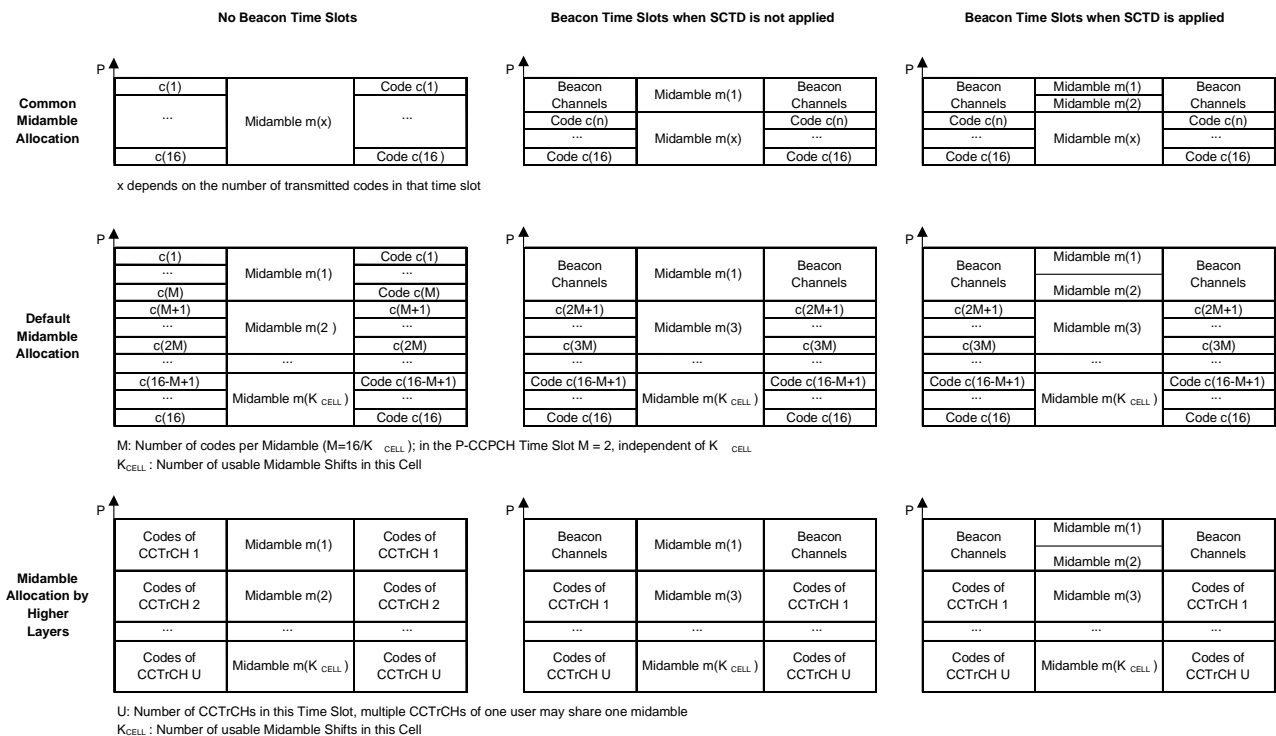 No Beacon Time Slots
Beacon Time Slots when SCTD is not applied
Beacon Time Slots when SCTD is applied
Common
Midamble
Allocation
P
c(1)
...
c(16)
Midamble m(x)
Code c(1)
...
Code c(16)
P
Beacon
Channels
Code c(n)
...
Code c(16)
Midamble m(1)
Midamble m(x)
Beacon
Channels
Code c(n)
...
Code c(16)
P
Beacon
Channels
Code c(n)
...
Code c(16)
Midamble m(1)
Midamble m(2)
Midamble m(x)
Beacon
Channels
Code c(n)
...
Code c(16)
x depends on the number of transmitted codes in that time slot
Default
Midamble
Allocation
P
c(1)
...
c(M)
c(M+1)
...
c(2M)
...
c(16-M+1)
...
c(16)
Midamble m(1)
Midamble m(2 )
...
Midamble m(K CELL )
Code c(1)
...
Code c(M)
c(M+1)
...
c(2M)
...
Code c(16-M+1)
...
Code c(16)
P
Beacon
Channels
c(2M+1)
...
c(3M)
...
Code c(16-M+1)
...
Code c(16)
Midamble m(1)
Midamble m(3)
...
Midamble m(K CELL )
Beacon
Channels
c(2M+1)
...
c(3M)
...
Code c(16-M+1)
...
Code c(16)
P
Beacon
Channels
c(2M+1)
...
c(3M)
...
Code c(16-M+1)
...
Code c(16)
Midamble m(1)
Midamble m(2)
Midamble m(3)
...
Midamble m(K CELL )
Beacon
Channels
c(2M+1)
...
c(3M)
...
Code c(16-M+1)
...
Code c(16)
M: Number of codes per Midamble (M=16/K CELL ); in the P-CCPCH Time Slot M = 2, independent of K CELL
KCELL : Number of usable Midamble Shifts in this Cell
Midamble
Allocation by
Higher
Layers
P
Codes of
CCTrCH 1
Codes of
CCTrCH 2
...
Codes of
CCTrCH U
Midamble m(1)
Midamble m(2)
...
Midamble m(K CELL )
Codes of
CCTrCH 1
Codes of
CCTrCH 2
...
Codes of
CCTrCH U
P
Beacon
Channels
Codes of
CCTrCH 1
...
Codes of
CCTrCH U
Midamble m(1)
Midamble m(3)
...
Midamble m(K CELL )
Beacon
Channels
Codes of
CCTrCH 1
...
Codes of
CCTrCH U
P
Beacon
Channels
Codes of
CCTrCH 1
...
Codes of
CCTrCH U
Midamble m(1)
Midamble m(2)
Midamble m(3)
...
Midamble m(K CELL )
Beacon
Channels
Codes of
CCTrCH 1
...
Codes of
CCTrCH U
U: Number of CCTrCHs in this Time Slot, multiple CCTrCHs of one user may share one midamble
KCELL : Number of usable Midamble Shifts in this Cell